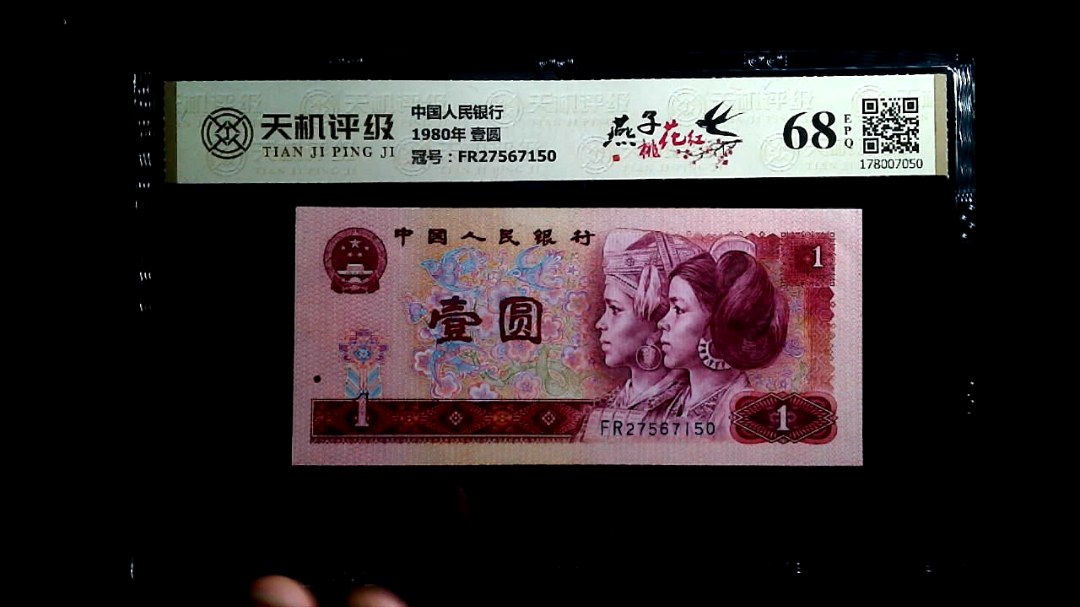 天机评级
TIAN JI PING JI
中国人民银行
1980年 壹圆
冠号：FR27567150
燕子
桃花红
68
EPQ
178007050
中国人民银行
1
壹圆
1
FR27567150
1